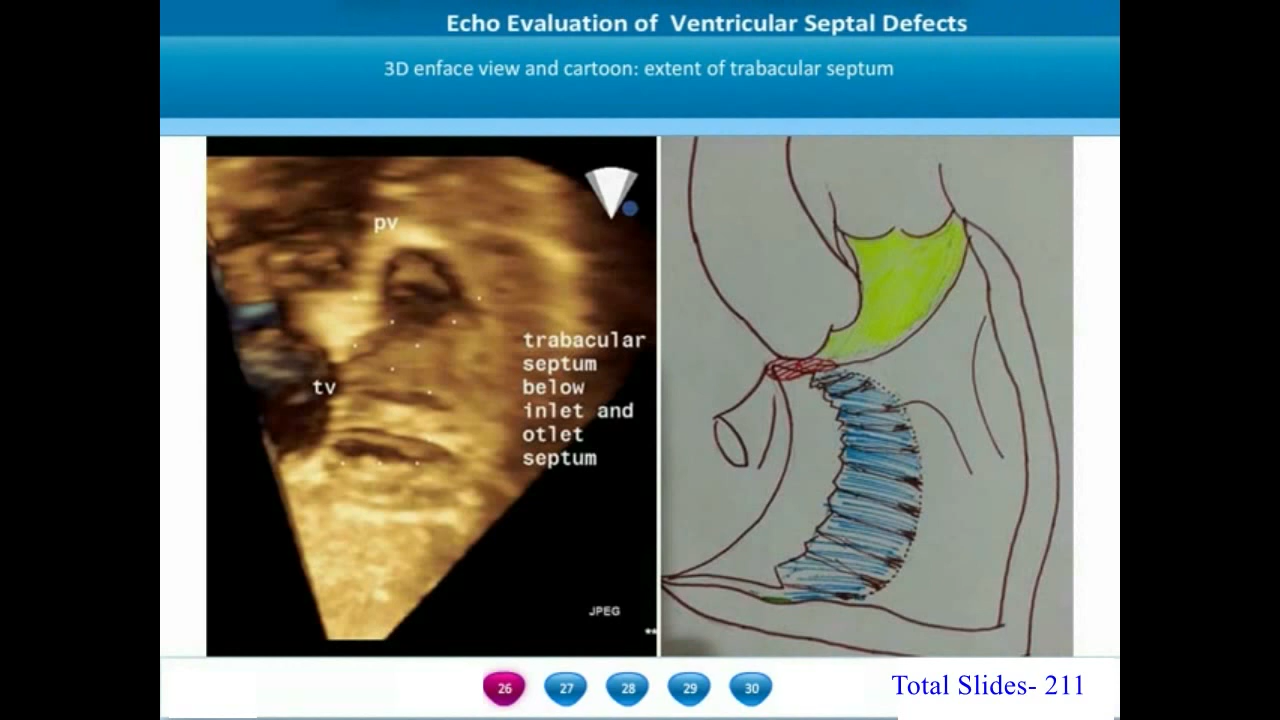 Echo Evaluation of Ventricular Septal Defects
3D enface view and cartoon: extent of trabacular septum
pv
tv
trabacular
septum
below
inlet and
otlet
septum
JPEG
**
26 27 28 29 30
Total Slides- 211